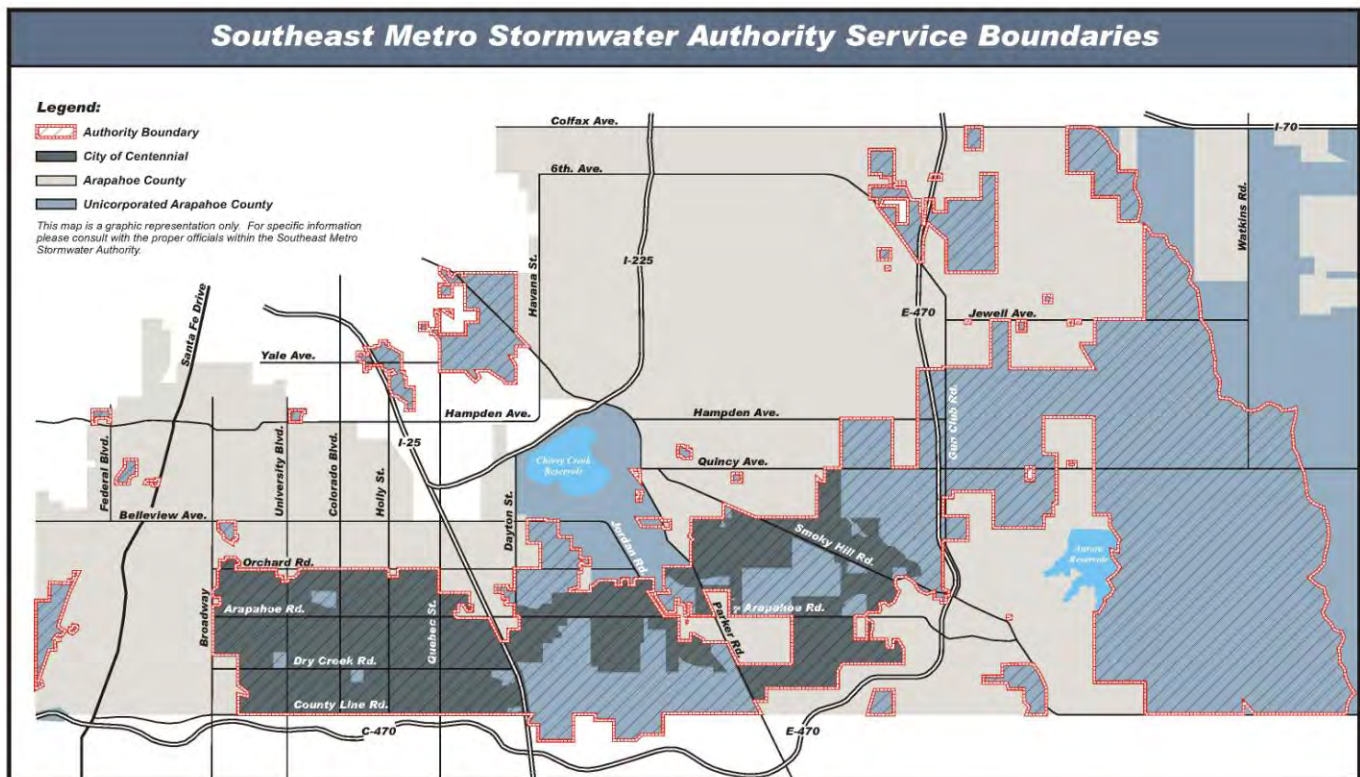 Southeast Metro Stormwater Authority Service Boundaries
Legend:
Authority Boundary
City of Centennial
Arapahoe County
Unicorporated Arapahoe County
This map is a graphic representation only. For specific information
please consult with the proper officials within the Southeast Metro
Stormwater Authority.
Colfax Ave.
I-70
6th. Ave.
Watkins Rd.
Havana St.
I-225
Santa Fe Drive
E-470
Jewell Ave.
Yale Ave.
Hampden Ave.
Hampden Ave.
Gun Club Rd.
I-25
Federal Blvd.
University Blvd.
Colorado Blvd.
Holly St.
Cherry Creek
Reservoir
Quincy Ave.
Dayton St.
Belleview Ave.
Jordan Rd.
Smoky Hill Rd.
Aurora
Reservoir
Orchard Rd.
Broadway
Arapahoe Rd.
Quebec St.
Parker Rd.
Arapahoe Rd.
Dry Creek Rd.
County Line Rd.
C-470
E-470